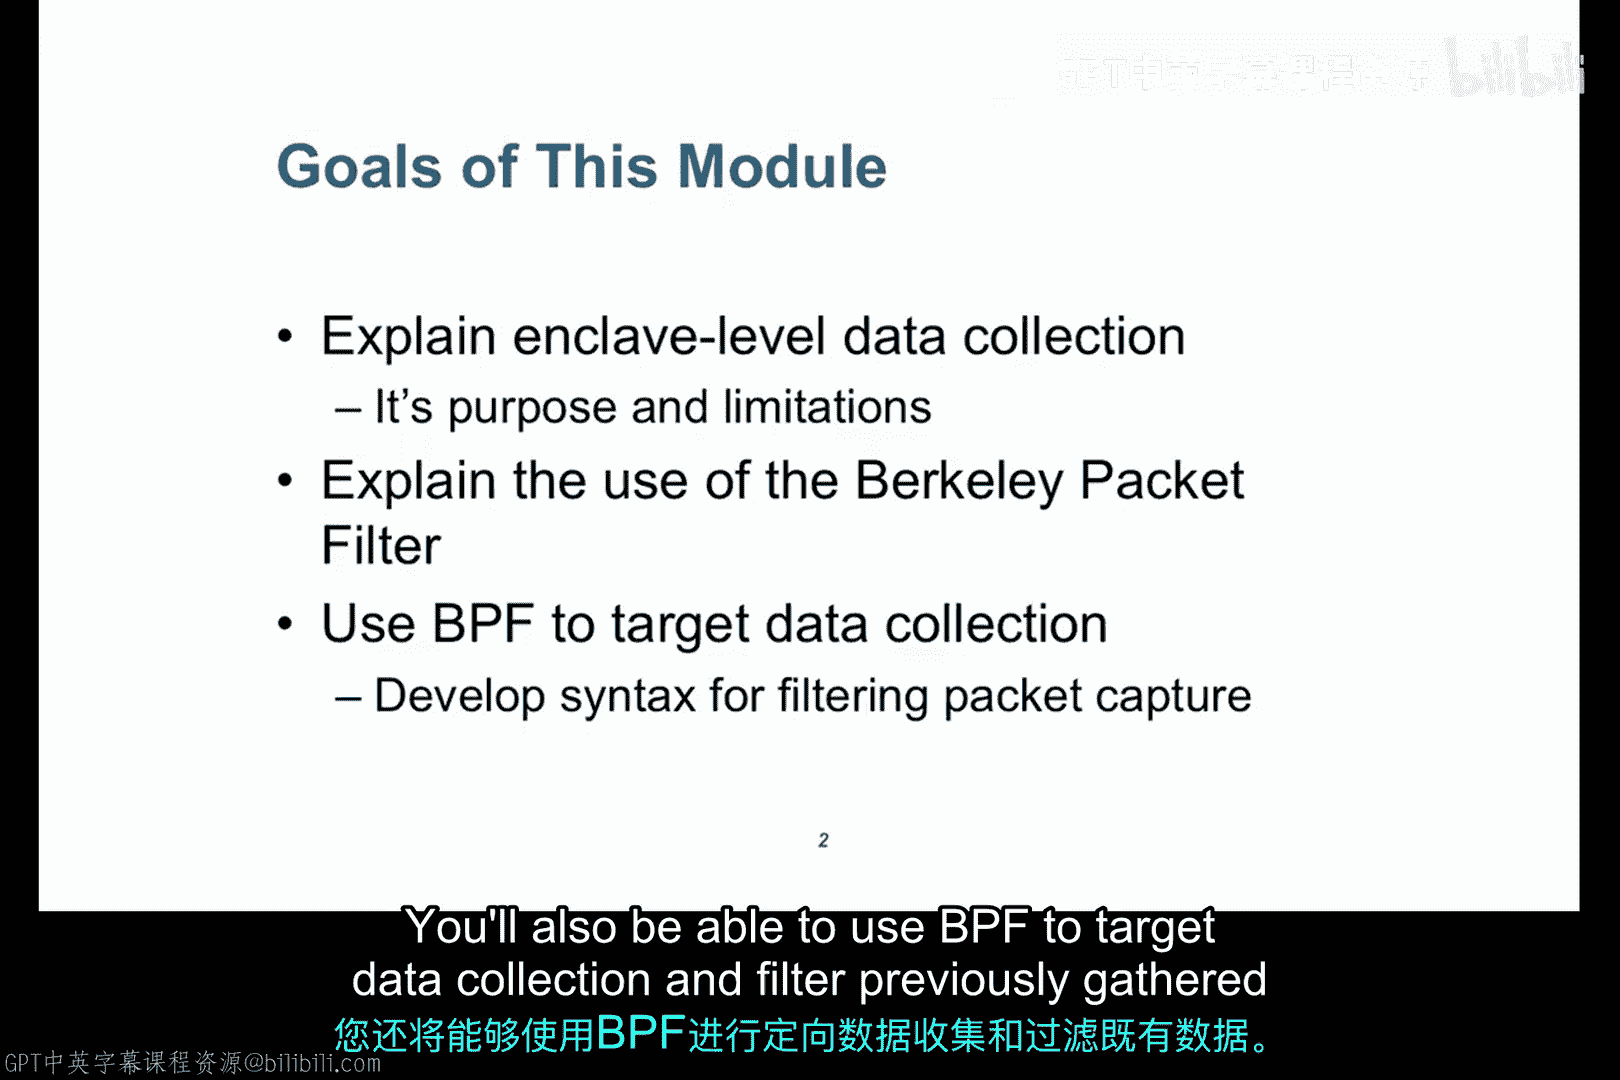 bilibili
Goals of This Module
• Explain enclave-level data collection
– It's purpose and limitations
• Explain the use of the Berkeley Packet
Filter
• Use BPF to target data collection
– Develop syntax for filtering packet capture
2
You'll also be able to use BPF to target
data collection and filter previously gathered
您还将能够使用BPF进行定向数据收集和过滤既有数据。
GPT中英字幕课程资源@bilibili.com